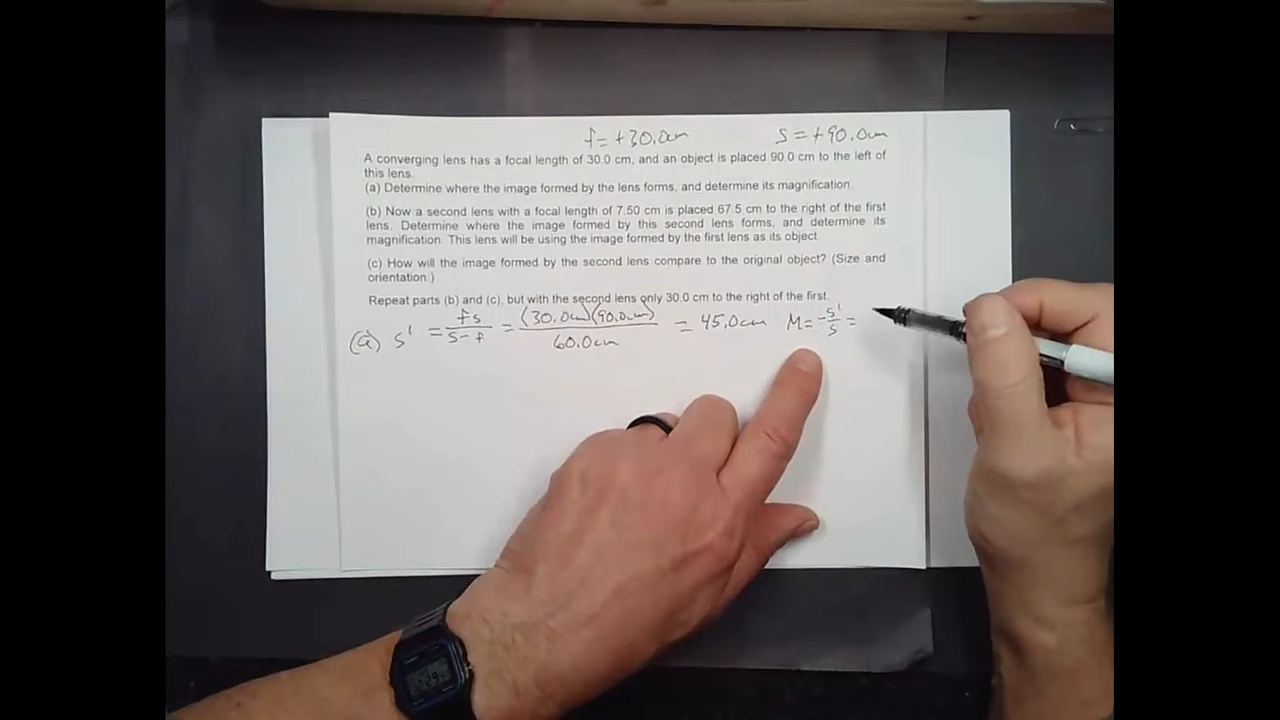 f = +30.0cm s = +90.0cm
A converging lens has a focal length of 30.0 cm, and an object is placed 90.0 cm to the left of
this lens.
(a) Determine where the image formed by the lens forms, and determine its magnification.
(b) Now a second lens with a focal length of 7.50 cm is placed 67.5 cm to the right of the first
lens. Determine where the image formed by this second lens forms, and determine its
magnification. This lens will be using the image formed by the first lens as its object.
(c) How will the image formed by the second lens compare to the original object? (Size and
orientation.)
Repeat parts (b) and (c), but with the second lens only 30.0 cm to the right of the first.
(a) s' = fs/s-f = (30.0cm)(90.0cm)/60.0cm = 45.0cm M = -s'/s =